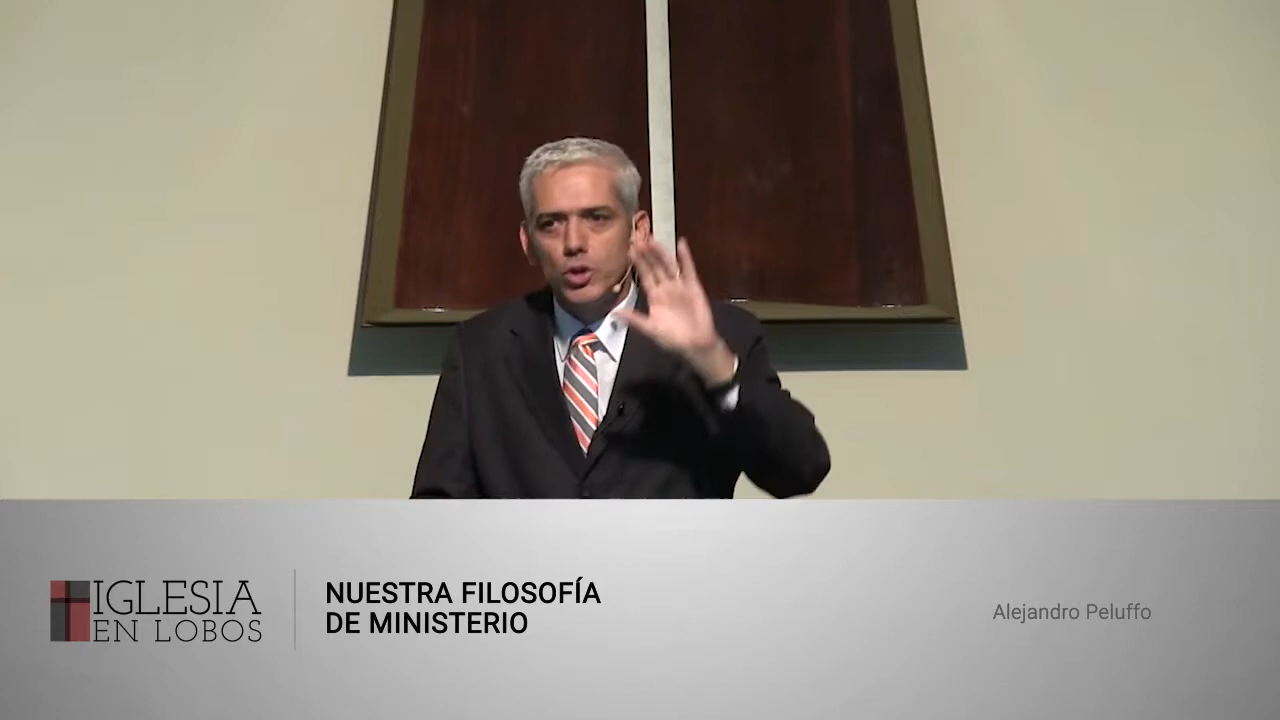 IGLESIA
EN LOBOS
NUESTRA FILOSOFÍA
DE MINISTERIO
Alejandro Peluffo